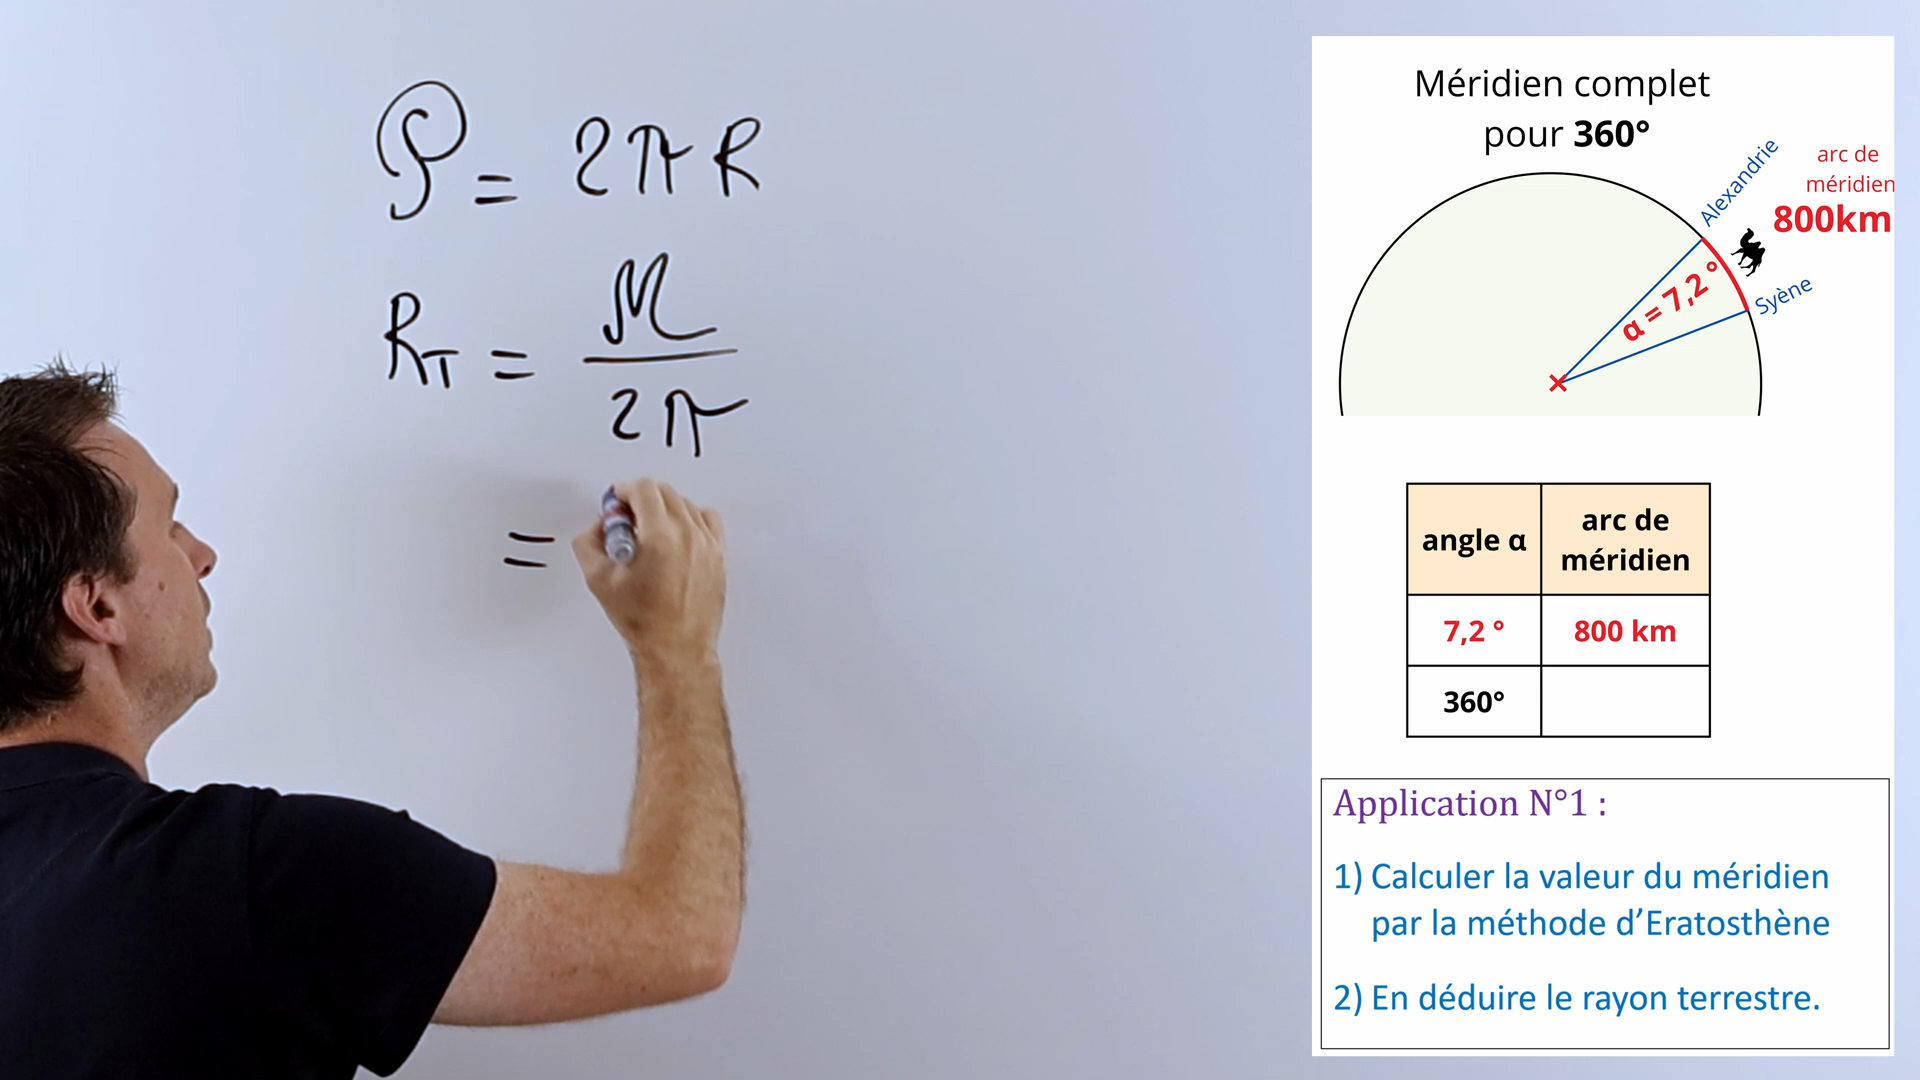 𝒫 = 2πR
R_T = ℳ / 2π
=
Méridien complet
pour 360°
Alexandrie
arc de
méridien
800km
α = 7,2 °
Syène
angle α
arc de
méridien
7,2 °
800 km
360°
Application N°1 :
1) Calculer la valeur du méridien
par la méthode d’Eratosthène
2) En déduire le rayon terrestre.